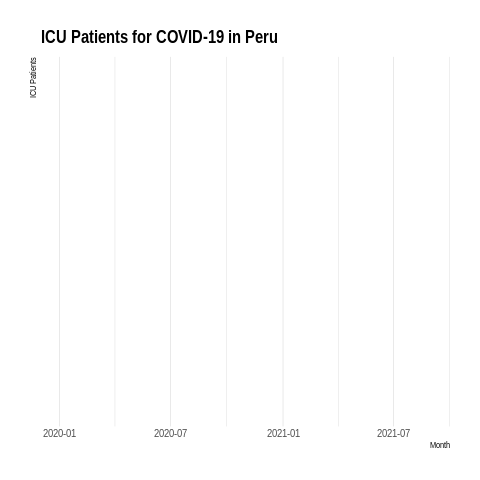 ICU Patients for COVID-19 in Peru
ICU Patients
2020-01
2020-07
2021-01
2021-07
Month